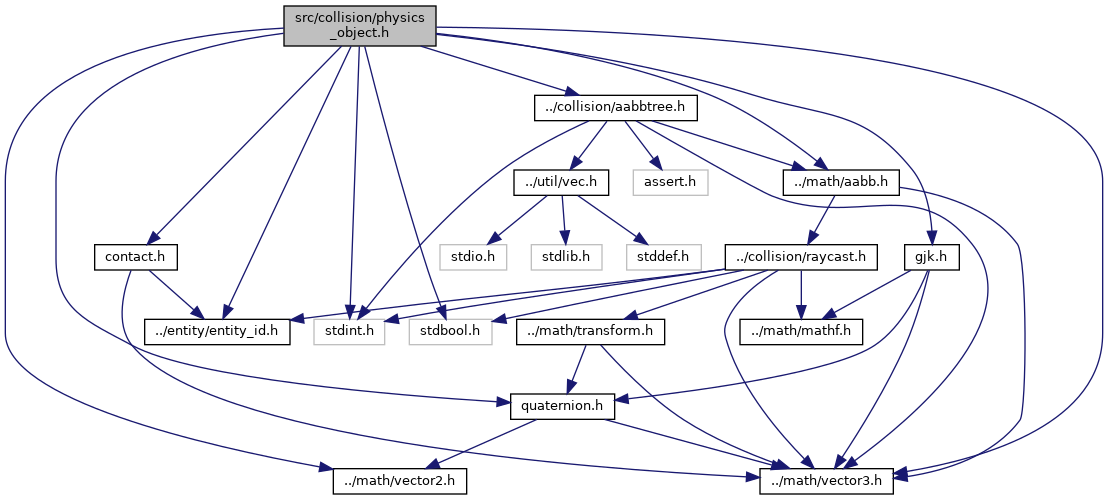 src/collision/physics
_object.h
../collision/aabbtree.h
../util/vec.h
assert.h
../math/aabb.h
contact.h
stdio.h
stdlib.h
stddef.h
../collision/raycast.h
gjk.h
../entity/entity_id.h
stdint.h
stdbool.h
../math/transform.h
../math/mathf.h
quaternion.h
../math/vector2.h
../math/vector3.h